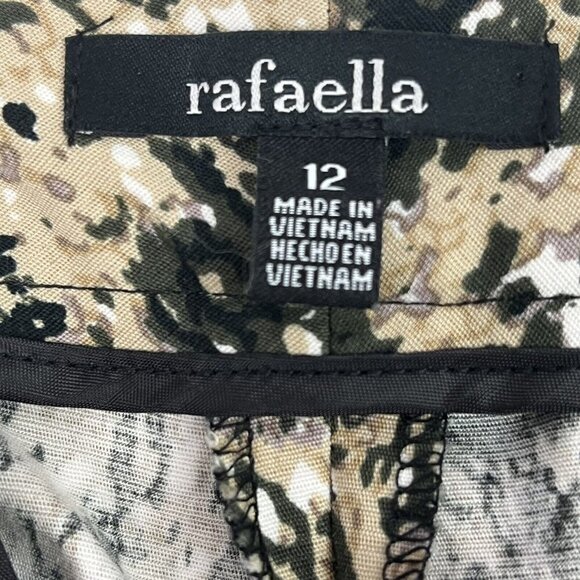 rafaella
12
MADE IN
VIETNAM
HECHO EN
VIETNAM